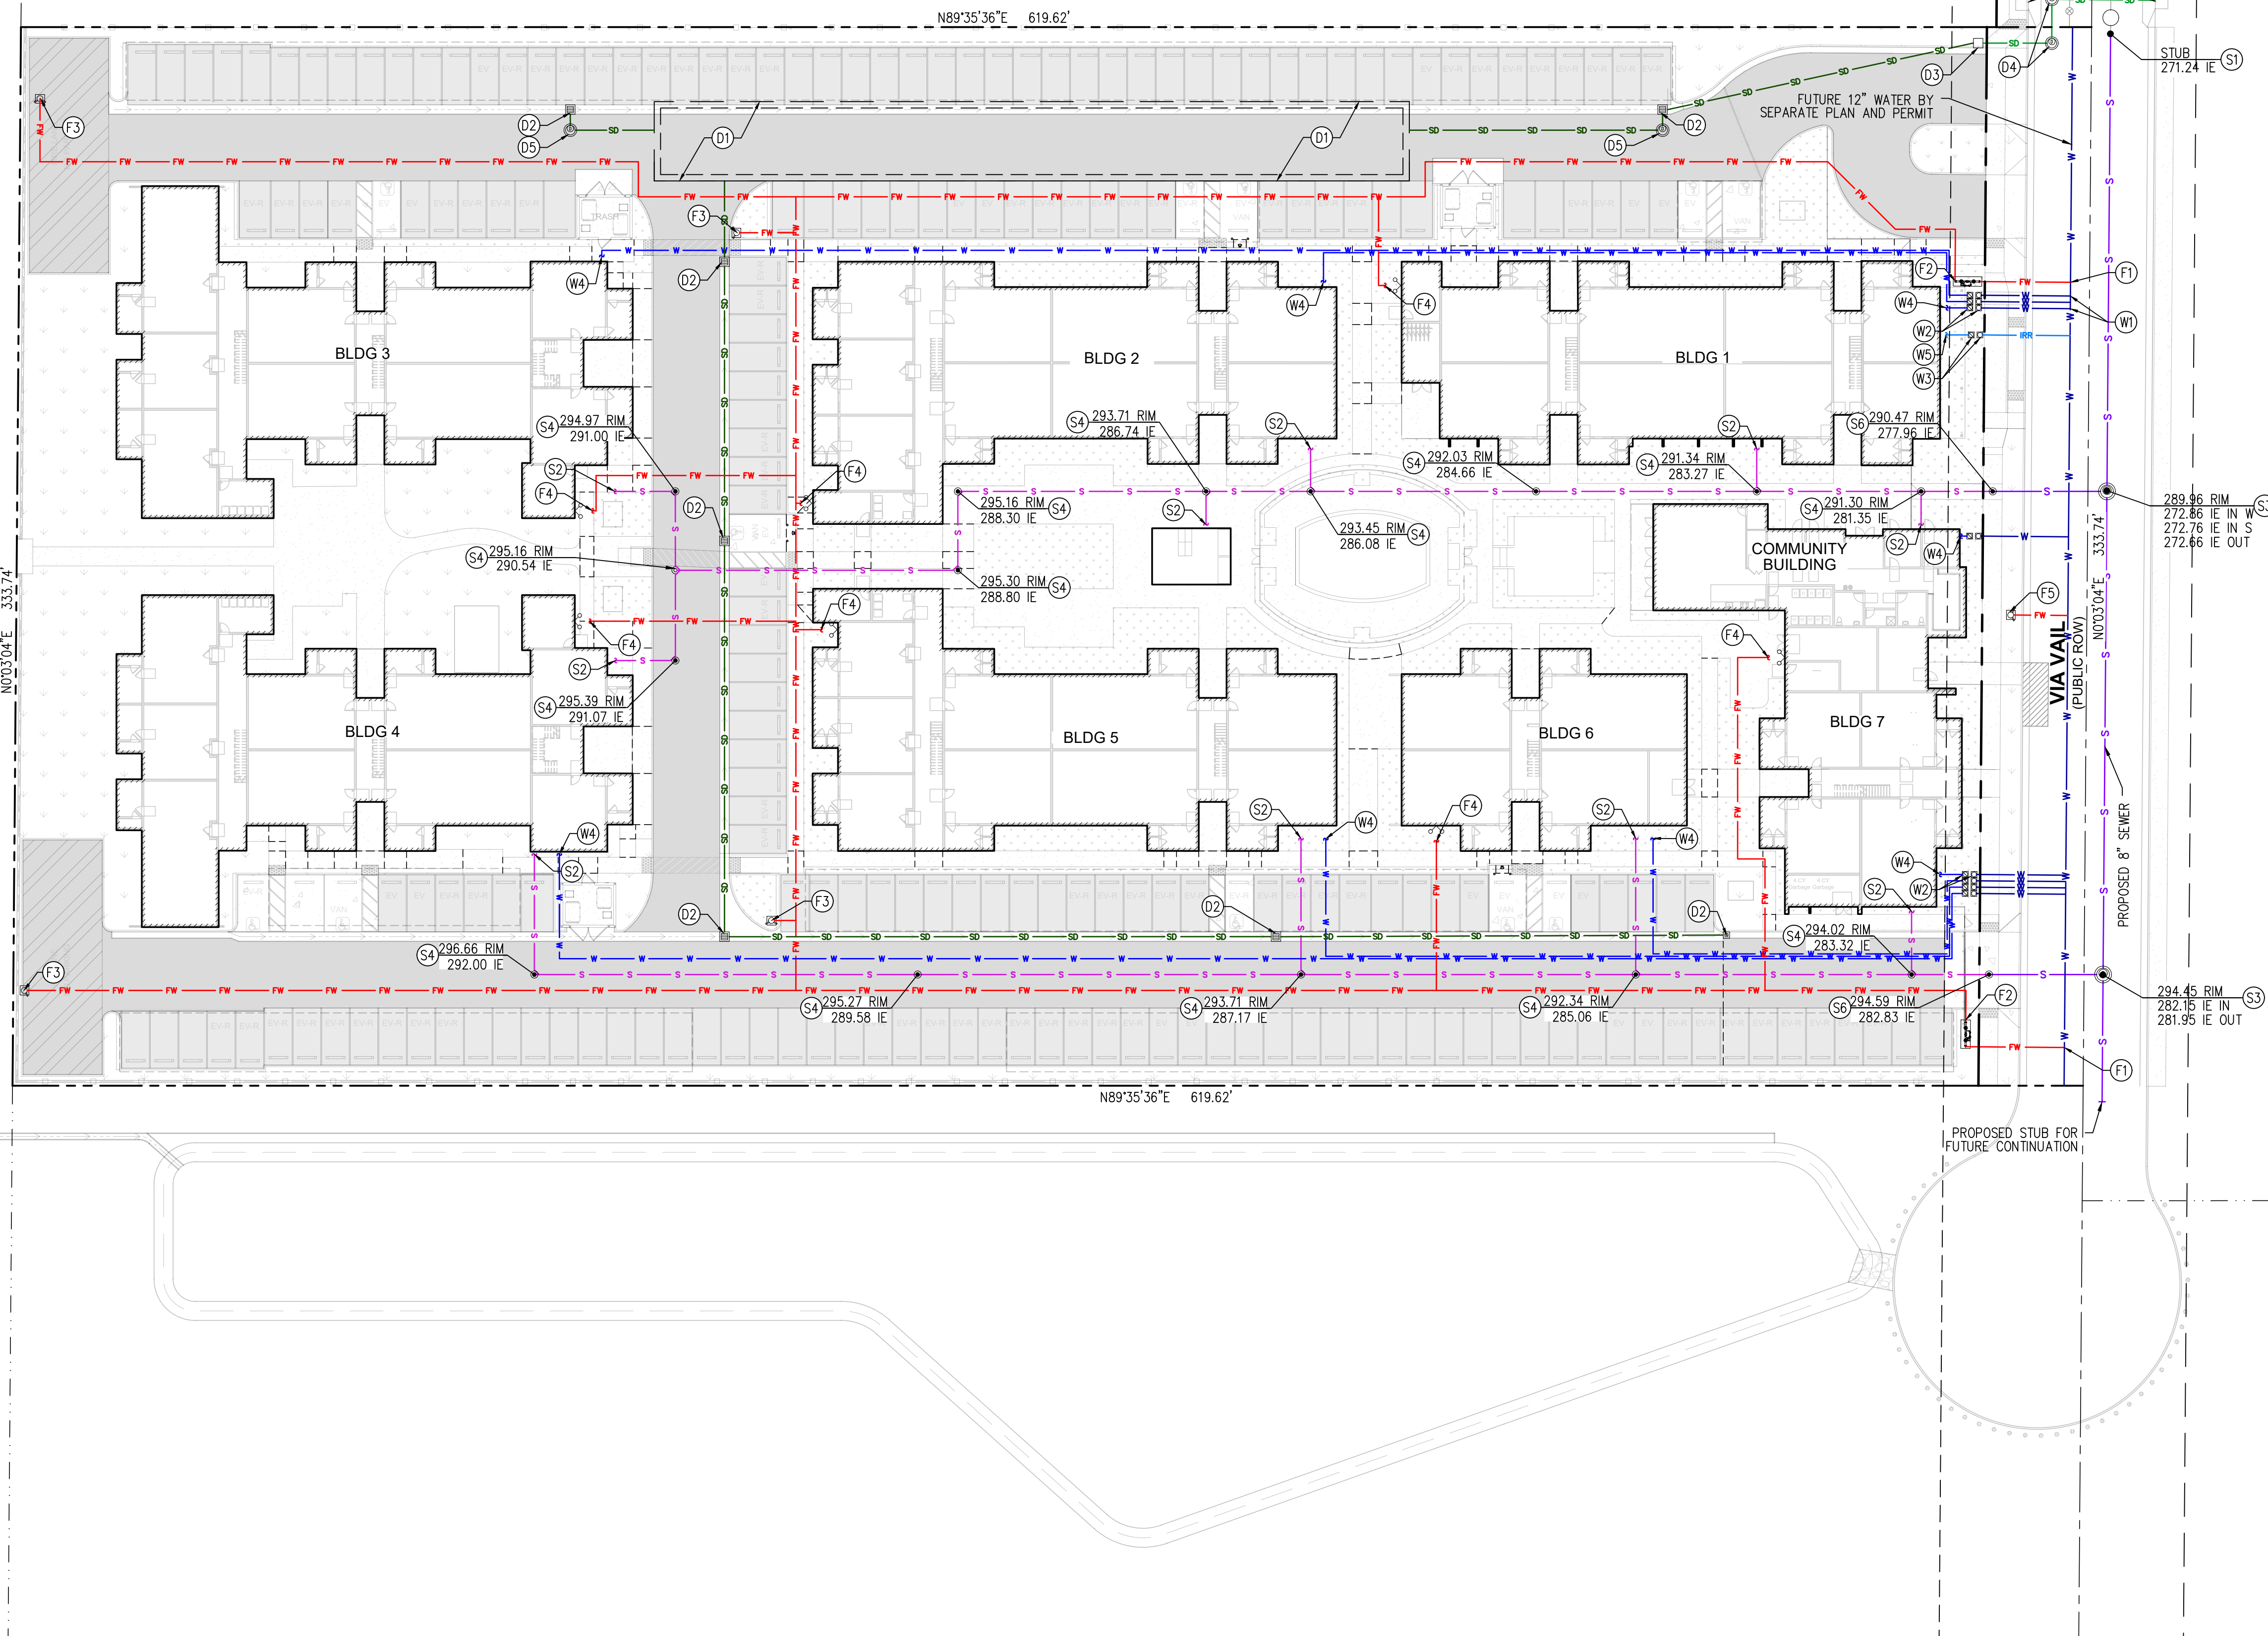 N89°35'36"E 619.62'
STUB
271.24 IE
S1
D3
D4
FUTURE 12" WATER BY
SEPARATE PLAN AND PERMIT
F3
D2
D5
D1
D1
D2
D5
TRASH
VAN
VAN
F3
D2
W4
W4
F4
F2
F1
W4
W2
W1
W5
W3
IRR
BLDG 3
BLDG 2
BLDG 1
S4
294.97 RIM
291.00 IE
S4
293.71 RIM
286.74 IE
S2
S2
S6
290.47 RIM
277.96 IE
S2
F4
F4
S4
292.03 RIM
284.66 IE
S4
291.34 RIM
283.27 IE
D2
295.16 RIM
288.30 IE
S4
S2
293.45 RIM
286.08 IE
S4
S4
291.30 RIM
281.35 IE
S2
289.96 RIM
272.86 IE IN W
272.76 IE IN S
272.66 IE OUT
S3
S4
295.16 RIM
290.54 IE
295.30 RIM
288.80 IE
S4
COMMUNITY
BUILDING
W4
N0°03'04"E 333.74'
N0°03'04"E 333.74'
F4
F4
F4
F5
VIA VAIL
(PUBLIC ROW)
S2
S4
295.39 RIM
291.07 IE
BLDG 4
BLDG 5
BLDG 6
BLDG 7
PROPOSED 8" SEWER
S2
W4
F4
S2
W4
W4
S2
W4
W2
S2
VAN
VAN
F3
D2
D2
D2
S4
296.66 RIM
292.00 IE
S4
294.02 RIM
283.32 IE
F3
S4
295.27 RIM
289.58 IE
S4
293.71 RIM
287.17 IE
S4
292.34 RIM
285.06 IE
S6
294.59 RIM
282.83 IE
F2
294.45 RIM
282.15 IE IN
281.95 IE OUT
S3
F1
N89°35'36"E 619.62'
PROPOSED STUB FOR
FUTURE CONTINUATION